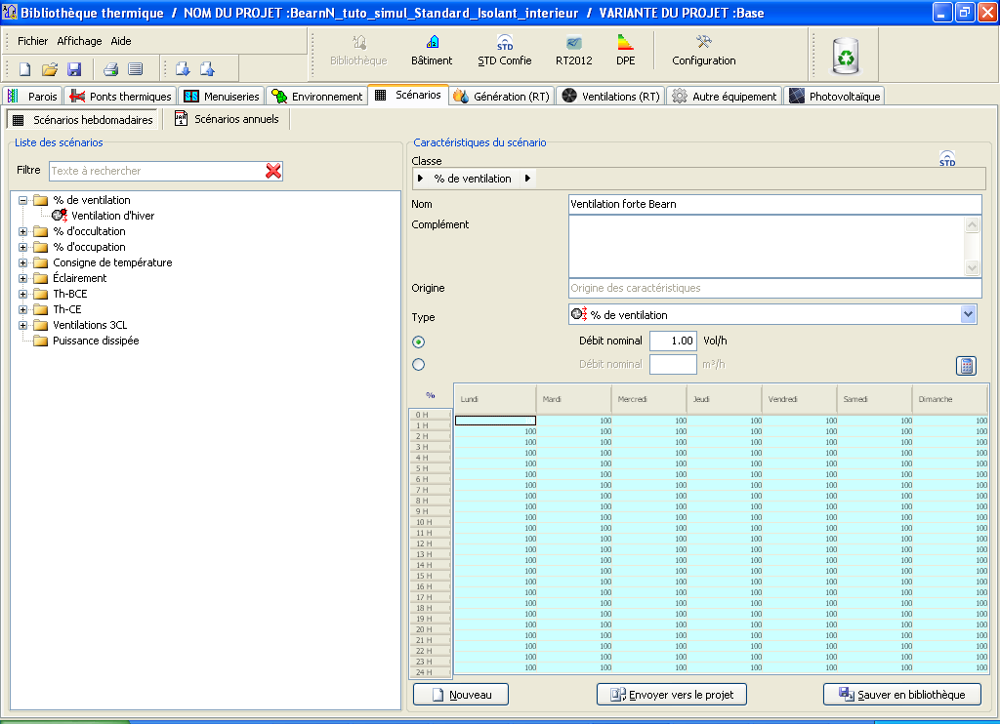 Bibliothèque thermique / NOM DU PROJET :BearnN_tuto_simul_Standard_Isolant_interieur / VARIANTE DU PROJET :Base
Fichier Affichage Aide
Bibliothèque Bâtiment STD STD Comfie RT2012 DPE Configuration
Parois Ponts thermiques Menuiseries Environnement Scénarios Génération (RT) Ventilations (RT) Autre équipement Photovoltaïque
Scénarios hebdomadaires Scénarios annuels
Liste des scénarios
Filtre Texte à rechercher
% de ventilation
Ventilation d'hiver
% d'occultation
% d'occupation
Consigne de température
Éclairement
Th-BCE
Th-CE
Ventilations 3CL
Puissance dissipée
Caractéristiques du scénario
Classe STD
% de ventilation
Nom Ventilation forte Bearn
Complément
Origine Origine des caractéristiques
Type % de ventilation
Débit nominal 1.00 Vol/h
Débit nominal m³/h
% Lundi Mardi Mercredi Jeudi Vendredi Samedi Dimanche
0 H 100 100 100 100 100 100
1 H 100 100 100 100 100 100 100
2 H 100 100 100 100 100 100 100
3 H 100 100 100 100 100 100 100
4 H 100 100 100 100 100 100 100
5 H 100 100 100 100 100 100 100
6 H 100 100 100 100 100 100 100
7 H 100 100 100 100 100 100 100
8 H 100 100 100 100 100 100 100
9 H 100 100 100 100 100 100 100
10 H 100 100 100 100 100 100 100
11 H 100 100 100 100 100 100 100
12 H 100 100 100 100 100 100 100
13 H 100 100 100 100 100 100 100
14 H 100 100 100 100 100 100 100
15 H 100 100 100 100 100 100 100
16 H 100 100 100 100 100 100 100
17 H 100 100 100 100 100 100 100
18 H 100 100 100 100 100 100 100
19 H 100 100 100 100 100 100 100
20 H 100 100 100 100 100 100 100
21 H 100 100 100 100 100 100 100
22 H 100 100 100 100 100 100 100
23 H 100 100 100 100 100 100 100
24 H
Nouveau Envoyer vers le projet Sauver en bibliothèque